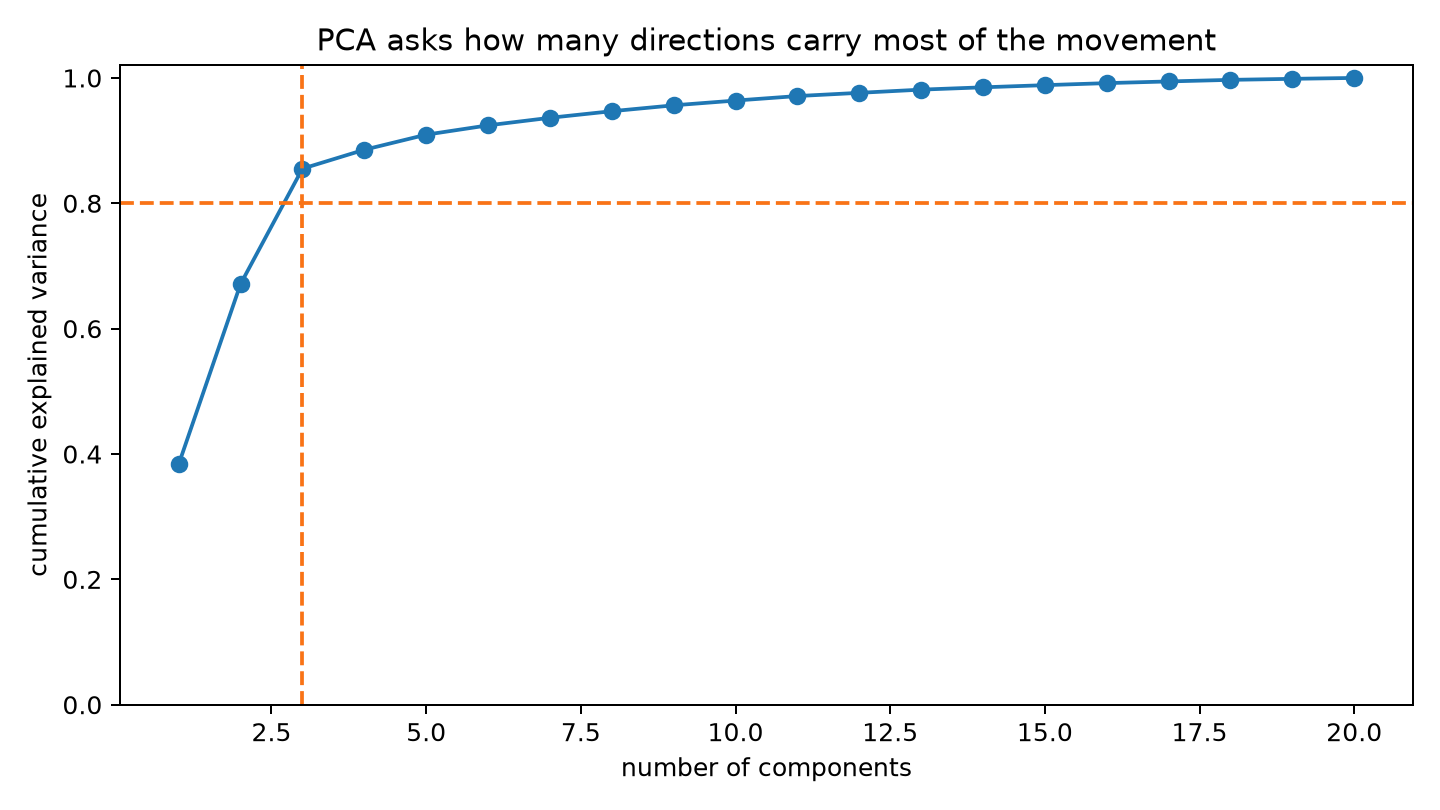 PCA asks how many directions carry most of the movement
cumulative explained variance
1.0
0.8
0.6
0.4
0.2
0.0
2.5 5.0 7.5 10.0 12.5 15.0 17.5 20.0
number of components